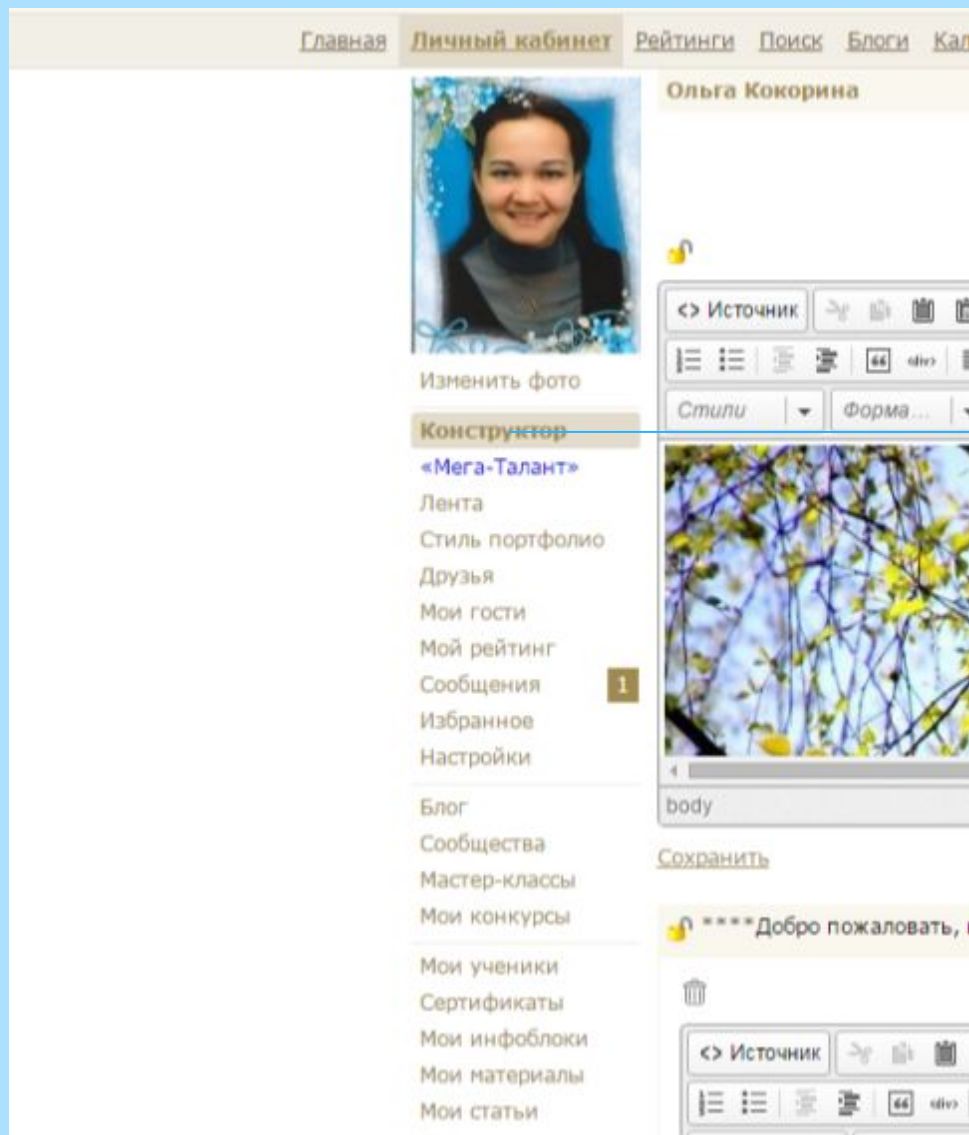 Главная Личный кабинет Рейтинги Поиск Блоги
Ольга Кокорина
Источник
Стили Форма...
Изменить фото
Конструктор
«Мега-Талант»
Лента
Стиль портфолио
Друзья
Мои гости
Мой рейтинг
Сообщения 1
Избранное
Настройки
body
Блог
Сообщества
Мастер-классы
Мои конкурсы
Сохранить
****Добро пожаловать,
Мои ученики
Сертификаты
Мои инфоблоки
Мои материалы
Мои статьи
Источник